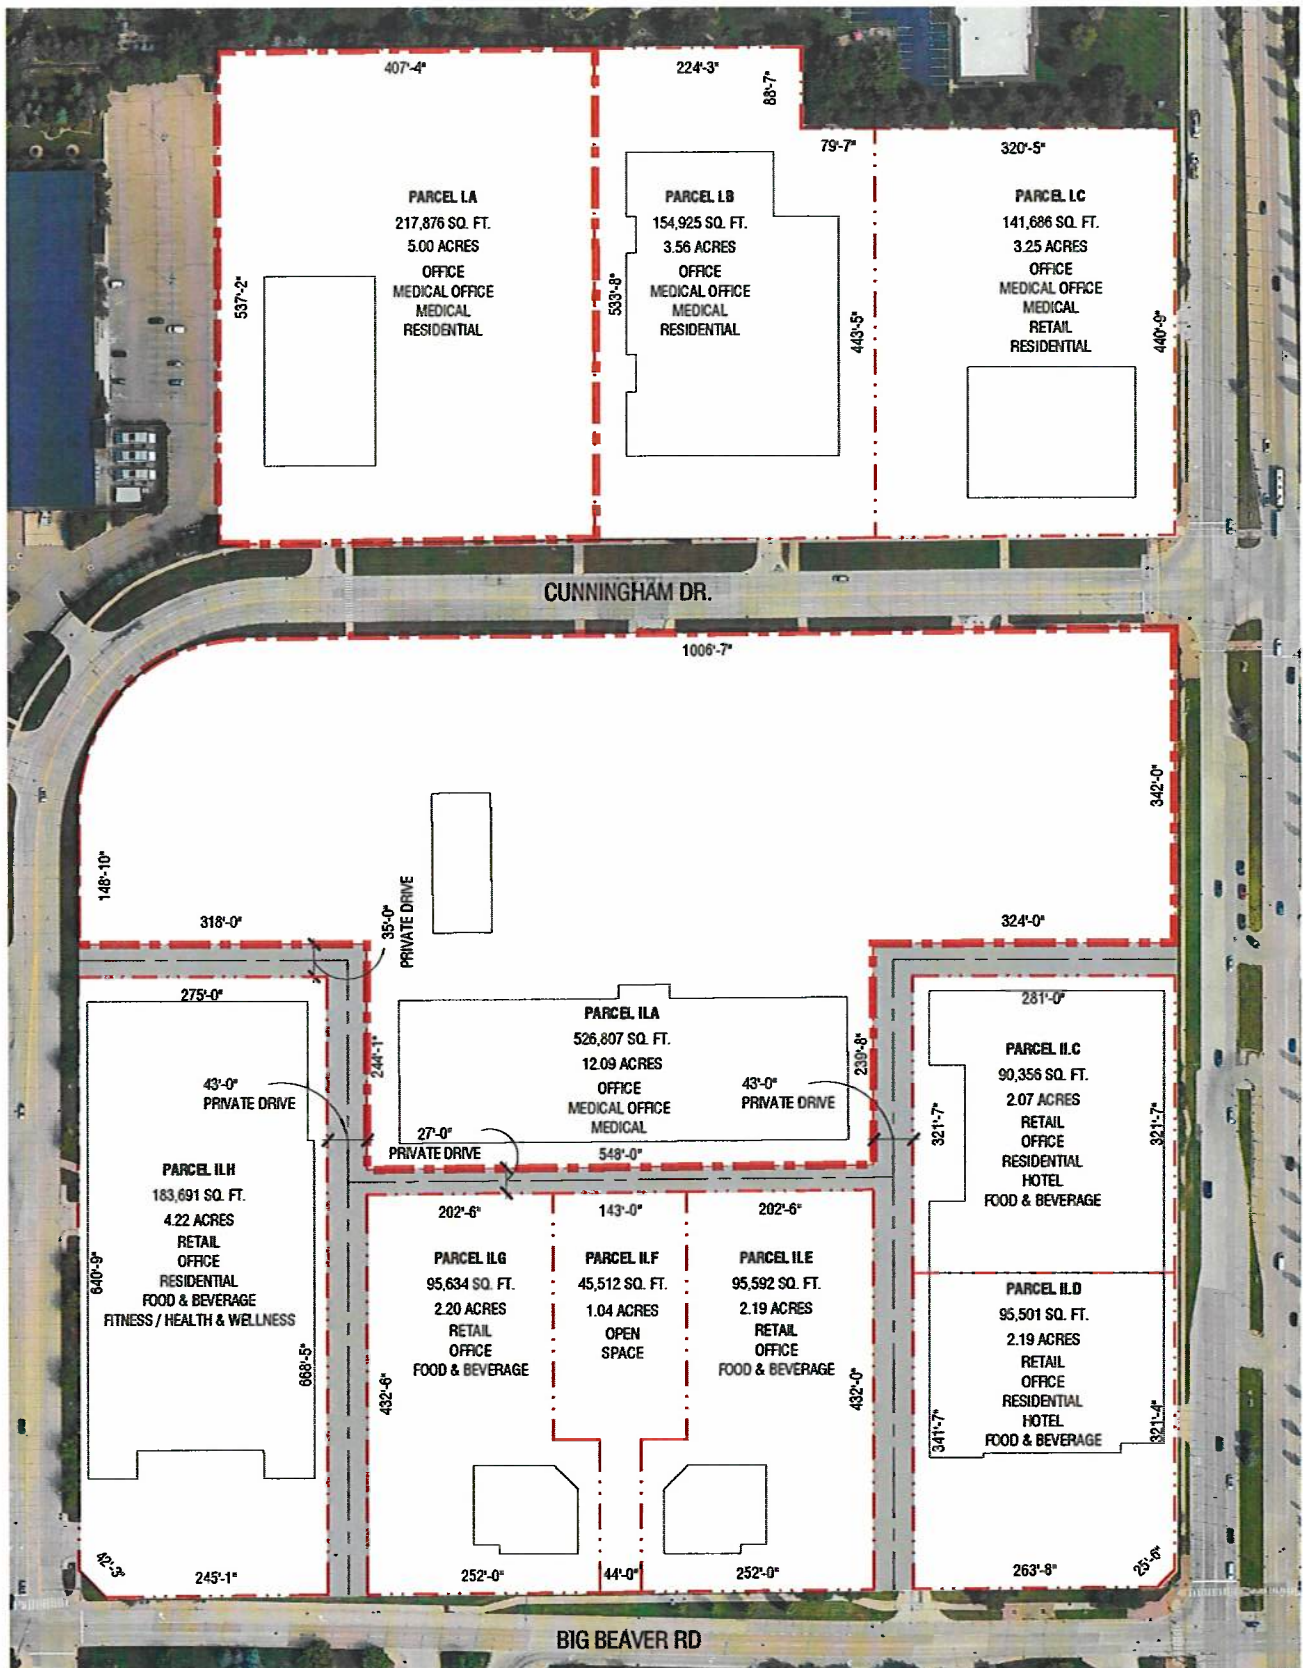 407'-4"
224'-3"
88'-7"
79'-7"
320'-5"
PARCEL I.A
217,876 SQ. FT.
5.00 ACRES
OFFICE
MEDICAL OFFICE
MEDICAL
RESIDENTIAL
537'-2"
PARCEL I.B
154,925 SQ. FT.
3.56 ACRES
OFFICE
MEDICAL OFFICE
MEDICAL
RESIDENTIAL
533'-8"
443'-5"
PARCEL I.C
141,686 SQ. FT.
3.25 ACRES
OFFICE
MEDICAL OFFICE
MEDICAL
RETAIL
RESIDENTIAL
440'-9"
CUNNINGHAM DR.
1006'-7"
342'-0"
148'-10"
318'-0"
35'-0"
PRIVATE DRIVE
324'-0"
275'-0"
244'-1"
PARCEL II.A
526,807 SQ. FT.
12.09 ACRES
OFFICE
MEDICAL OFFICE
MEDICAL
239'-8"
281'-0"
43'-0"
PRIVATE DRIVE
27'-0"
PRIVATE DRIVE
548'-0"
43'-0"
PRIVATE DRIVE
PARCEL II.C
90,356 SQ. FT.
2.07 ACRES
RETAIL
OFFICE
RESIDENTIAL
HOTEL
FOOD & BEVERAGE
321'-7"
321'-7"
PARCEL II.H
183,691 SQ. FT.
4.22 ACRES
RETAIL
OFFICE
RESIDENTIAL
FOOD & BEVERAGE
FITNESS / HEALTH & WELLNESS
640'-9"
668'-5"
202'-6"
143'-0"
202'-6"
PARCEL II.G
95,634 SQ. FT.
2.20 ACRES
RETAIL
OFFICE
FOOD & BEVERAGE
432'-6"
PARCEL II.F
45,512 SQ. FT.
1.04 ACRES
OPEN
SPACE
PARCEL II.E
95,592 SQ. FT.
2.19 ACRES
RETAIL
OFFICE
FOOD & BEVERAGE
432'-0"
PARCEL II.D
95,501 SQ. FT.
2.19 ACRES
RETAIL
OFFICE
RESIDENTIAL
HOTEL
FOOD & BEVERAGE
341'-7"
321'-4"
42'-3"
245'-1"
252'-0"
44'-0"
252'-0"
263'-8"
25'-0"
BIG BEAVER RD